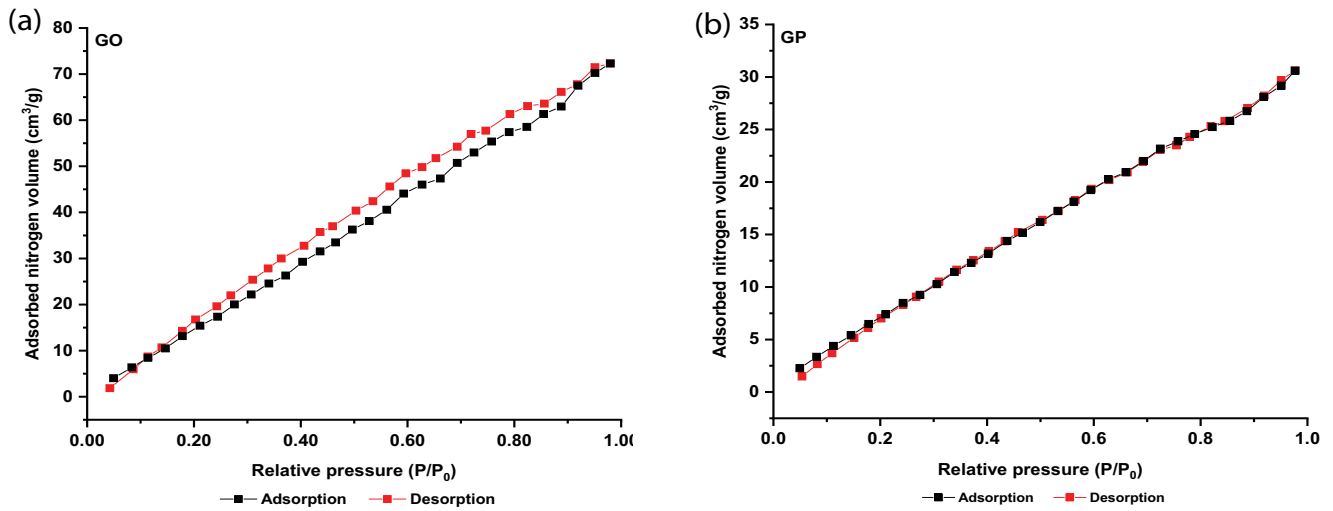 (a)
GO
Adsorbed nitrogen volume (cm³/g)
80
70
60
50
40
30
20
10
0
0.00 0.20 0.40 0.60 0.80 1.00
Relative pressure (P/P₀)
Adsorption Desorption
(b)
GP
Adsorbed nitrogen volume (cm³/g)
35
30
25
20
15
10
5
0
0.0 0.2 0.4 0.6 0.8 1.0
Relative pressure (P/P₀)
Adsorption Desorption